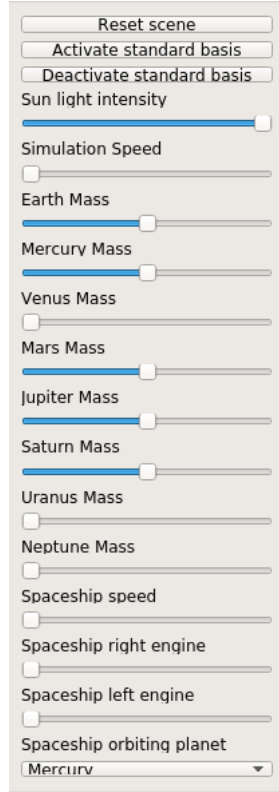 Reset scene
Activate standard basis
Deactivate standard basis
Sun light intensity
Simulation Speed
Earth Mass
Mercury Mass
Venus Mass
Mars Mass
Jupiter Mass
Saturn Mass
Uranus Mass
Neptune Mass
Spaceship speed
Spaceship right engine
Spaceship left engine
Spaceship orbiting planet
Mercury